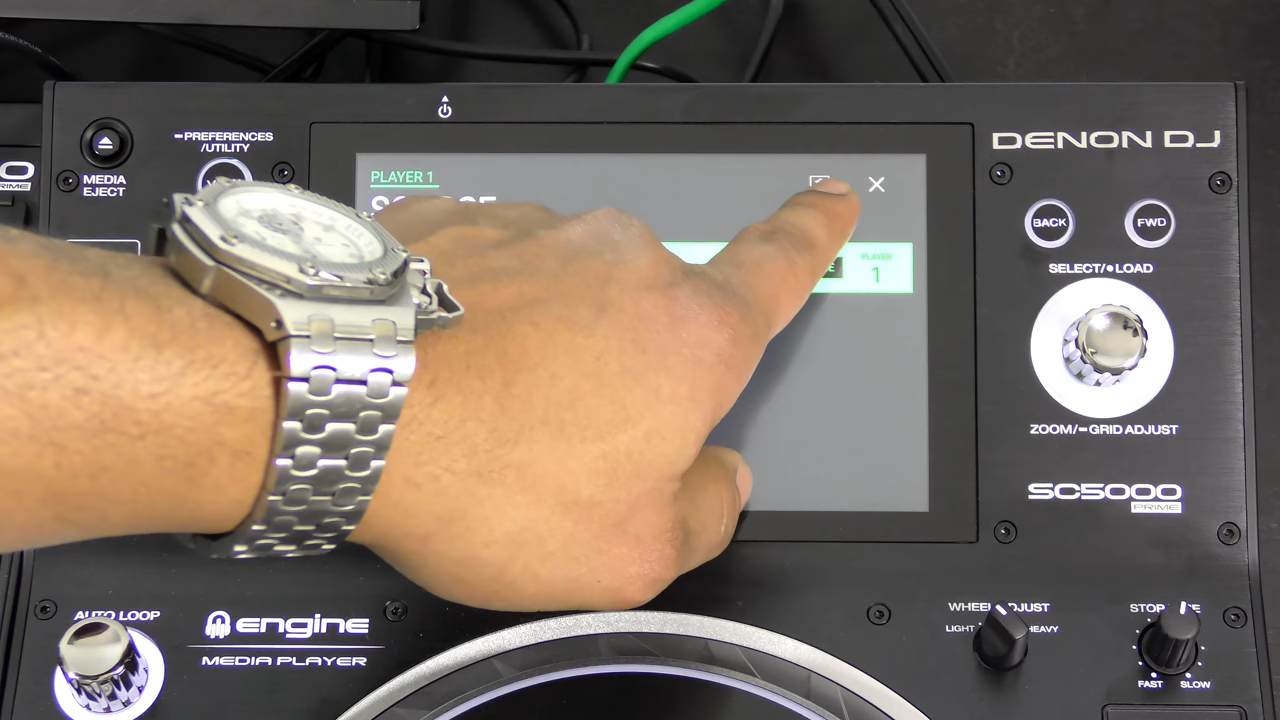 PREFERENCES
/UTILITY
MEDIA
EJECT
PRIME
PLAYER 1
PLAYER
1
DENON DJ
BACK
FWD
SELECT/•LOAD
ZOOM/━GRID ADJUST
SC5000
PRIME
AUTO LOOP
engine
MEDIA PLAYER
LIGHT
HEAVY
FAST
SLOW